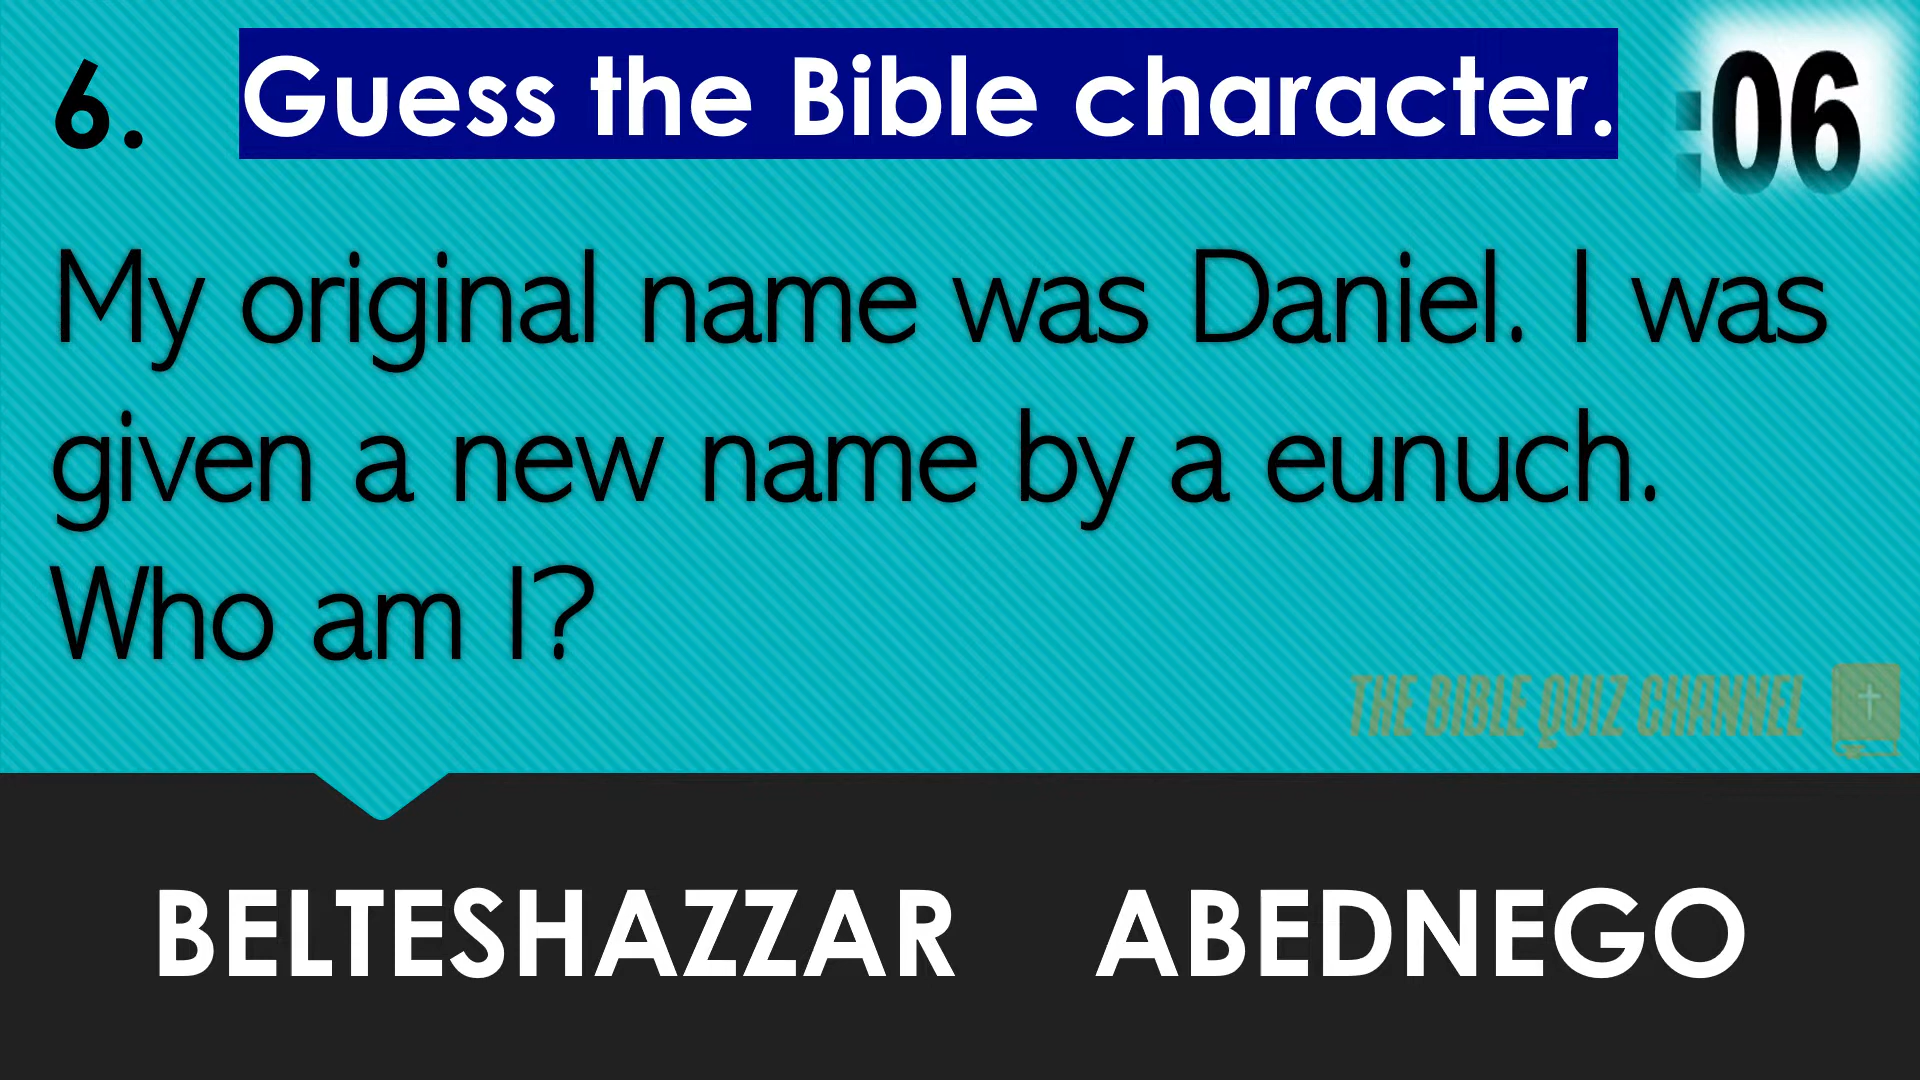 6. Guess the Bible character. :06
My original name was Daniel. I was
given a new name by a eunuch.
Who am I?
THE BIBLE QUIZ CHANNEL
BELTESHAZZAR ABEDNEGO